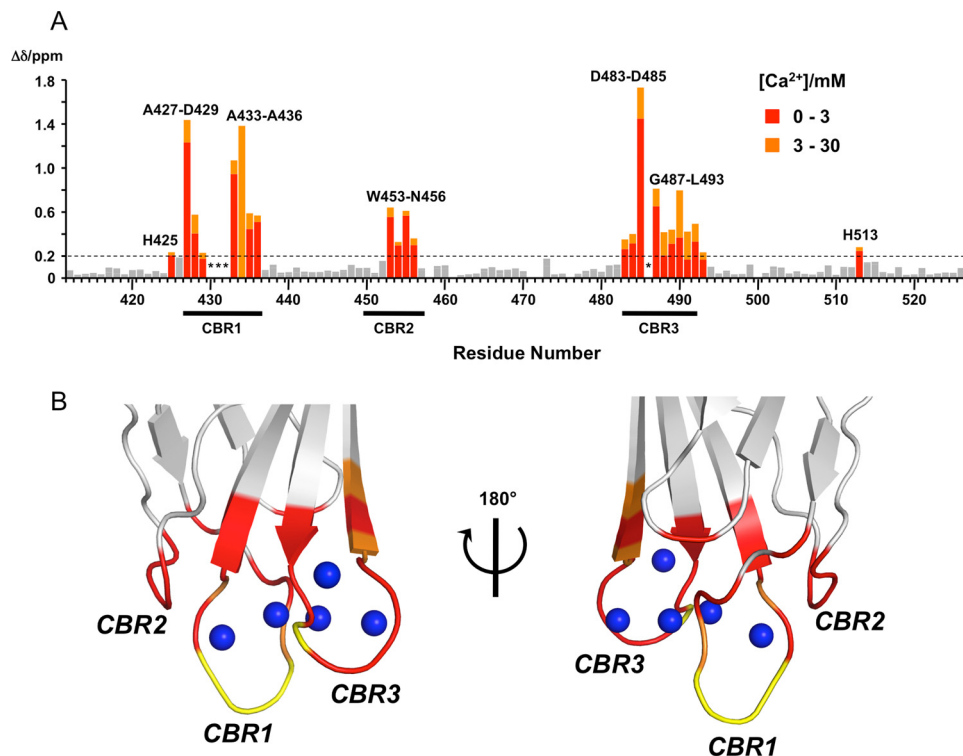 A
Δδ/ppm
D483-D485
[Ca²⁺]/mM
1.8
A427-D429
A433-A436
0 - 3
1.4
3 - 30
1.0
G487-L493
W453-N456
0.6
H425
H513
0.2
***
*
0
420 430 440 450 460 470 480 490 500 510 520
CBR1 CBR2 CBR3
Residue Number
B
180°
CBR2
CBR3
CBR1
CBR3
CBR2
CBR1